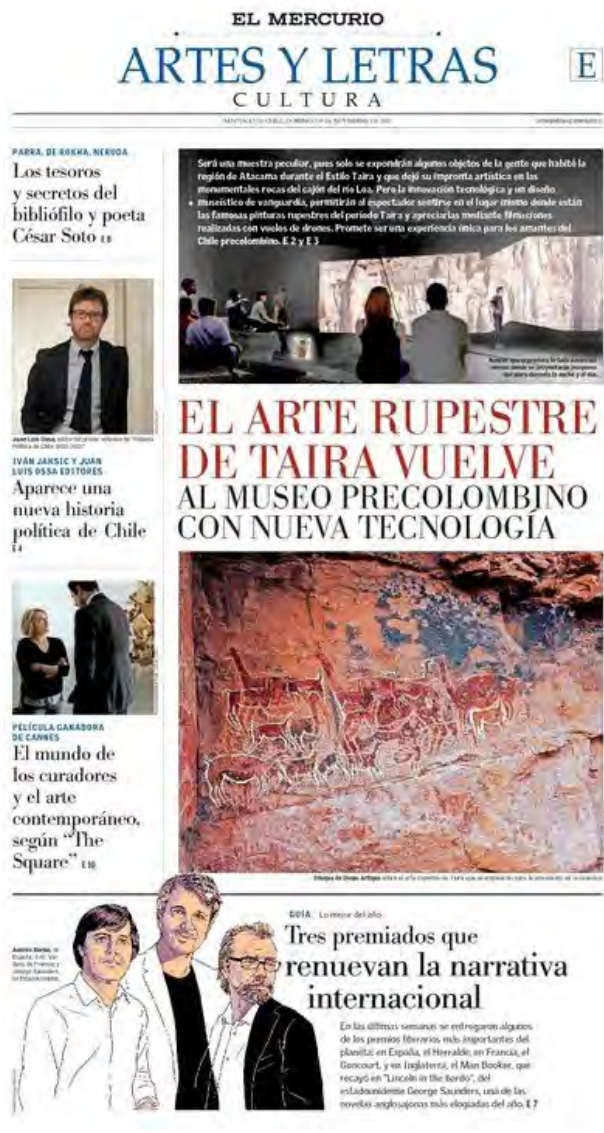 EL MERCURIO
ARTES Y LETRAS
E
CULTURA
PARRA, DE ROKHA, NERUDA
Los tesoros
y secretos del
bibliófilo y poeta
César Soto E 8
Será una muestra peculiar, pues solo se expondrán algunos objetos de la gente que habitó la
región de Atacama durante el Estilo Taira y que dejó su impronta artística en las
monumentales rocas del cajón del río Loa. Pero la innovación tecnológica y un diseño
museístico de vanguardia, permitirán al espectador sentirse en el lugar mismo donde están
las famosas pinturas rupestres del período Taira y apreciarlas mediante filmaciones
realizadas con vuelos de drones. Promete ser una experiencia única para los amantes del
Chile precolombino. E 2 y E 3
IVÁN JAKSIC Y JUAN
LUIS OSSA EDITORES
Aparece una
nueva historia
política de Chile
E 4
EL ARTE RUPESTRE
DE TAIRA VUELVE
AL MUSEO PRECOLOMBINO
CON NUEVA TECNOLOGÍA
PELÍCULA GANADORA
DE CANNES
El mundo de
los curadores
y el arte
contemporáneo,
según "The
Square" E 10
GUÍA Lo mejor del año
Tres premiados que
renuevan la narrativa
internacional
En las últimas semanas se entregaron algunos
de los premios literarios más importantes del
planeta: en España, el Herralde, en Francia, el
Goncourt, y en Inglaterra, el Man Booker, que
recayó en "Lincoln in the Bardo", del
estadounidense George Saunders, una de las
novelas anglosajonas más elogiadas del año. E 7